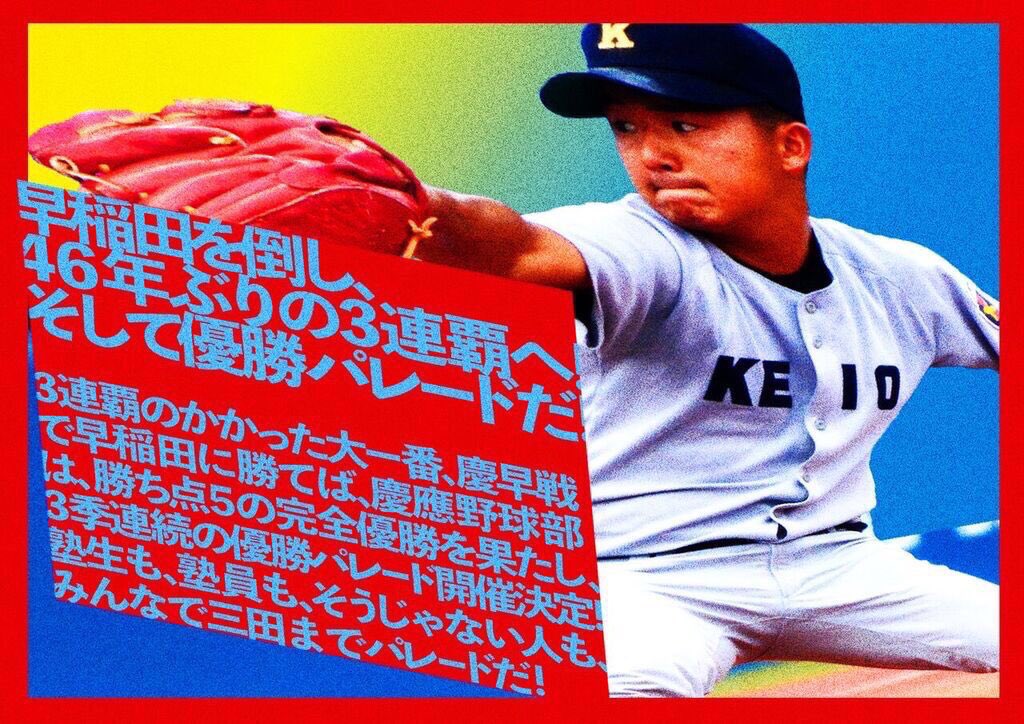 早稲田を倒し、
46年ぶりの3連覇へ。
そして優勝パレードだ!
3連覇のかかった大一番、慶早戦
で早稲田に勝てば、慶應野球部
は、勝ち点5の完全優勝を果たし、
3季連続の優勝パレード開催決定!
塾生も、塾員も、そうじゃない人も、
みんなで三田までパレードだ!
K
KEIO